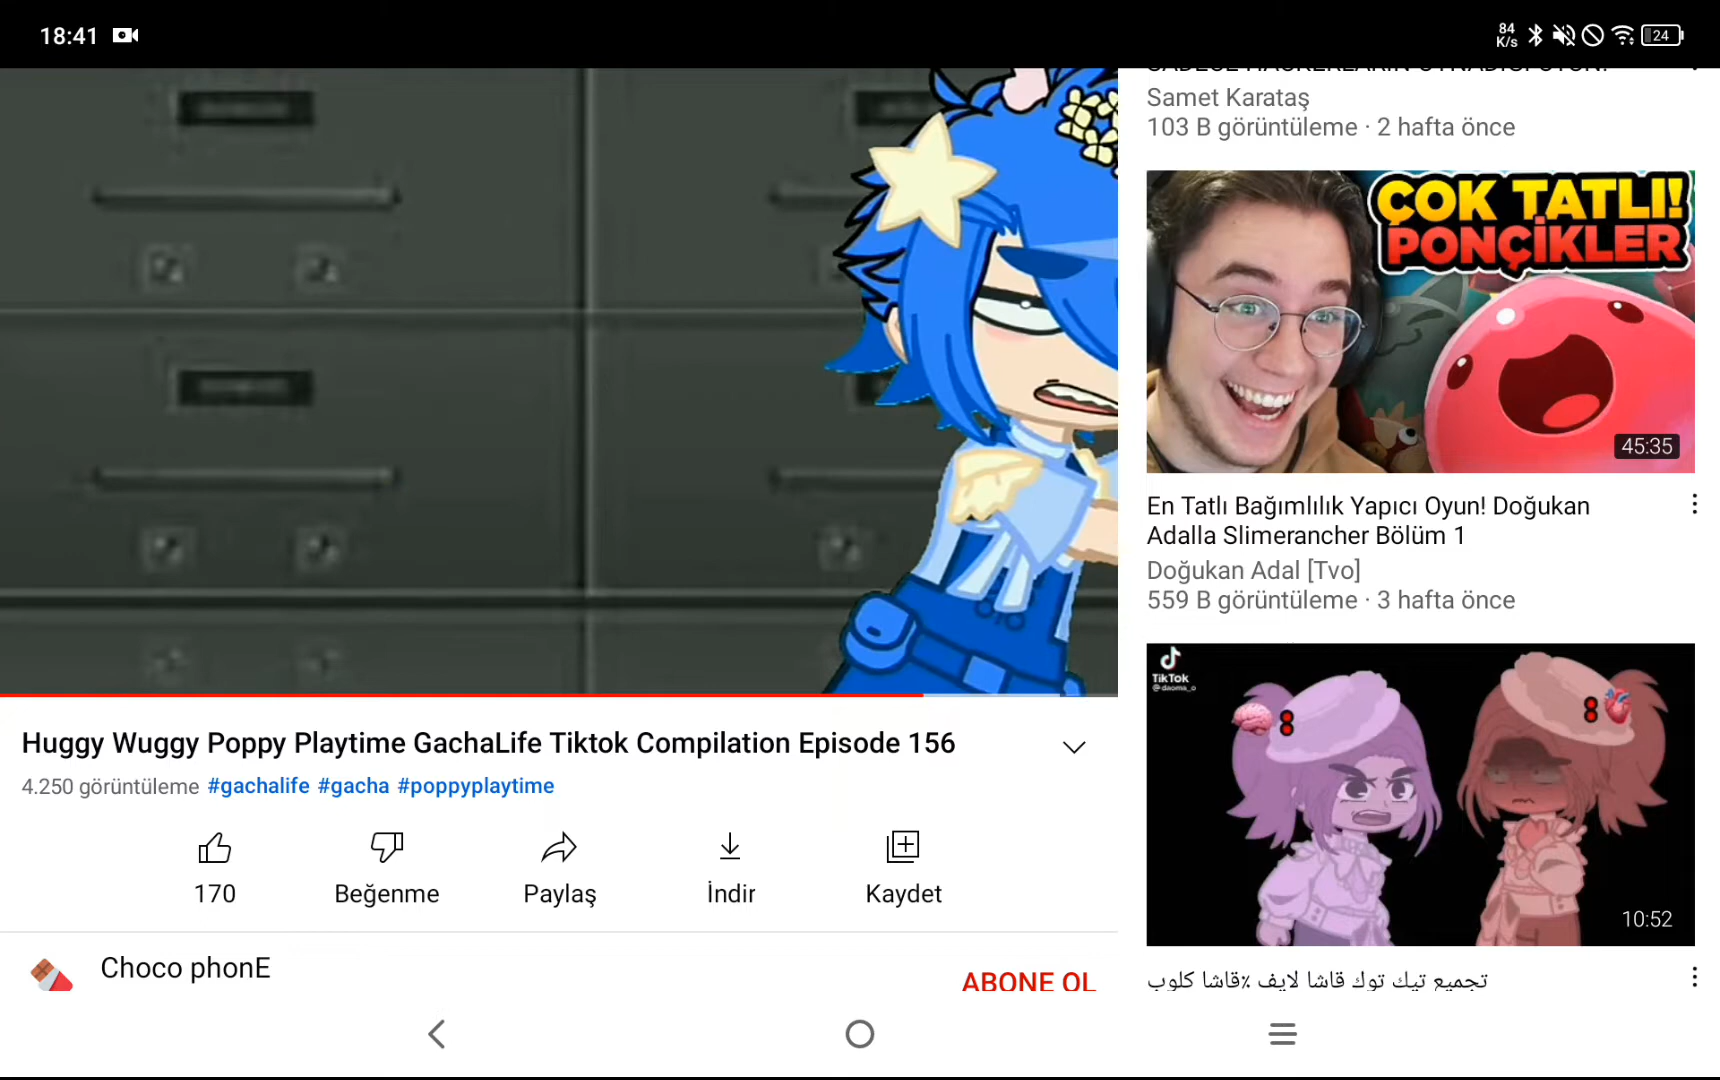 18:41
84
K/s
24
Samet Karataş
103 B görüntüleme · 2 hafta önce
ÇOK TATLI!
PONÇİKLER
45:35
En Tatlı Bağımlılık Yapıcı Oyun! Doğukan
Adalla Slimerancher Bölüm 1
Doğukan Adal [Tvo]
559 B görüntüleme · 3 hafta önce
TikTok
@daoma_o
10:52
تجميع تيك توك قاشا لايف ٪قاشا كلوب
Huggy Wuggy Poppy Playtime GachaLife Tiktok Compilation Episode 156
4.250 görüntüleme #gachalife #gacha #poppyplaytime
170
Beğenme
Paylaş
İndir
Kaydet
Choco phonE
ABONE OL